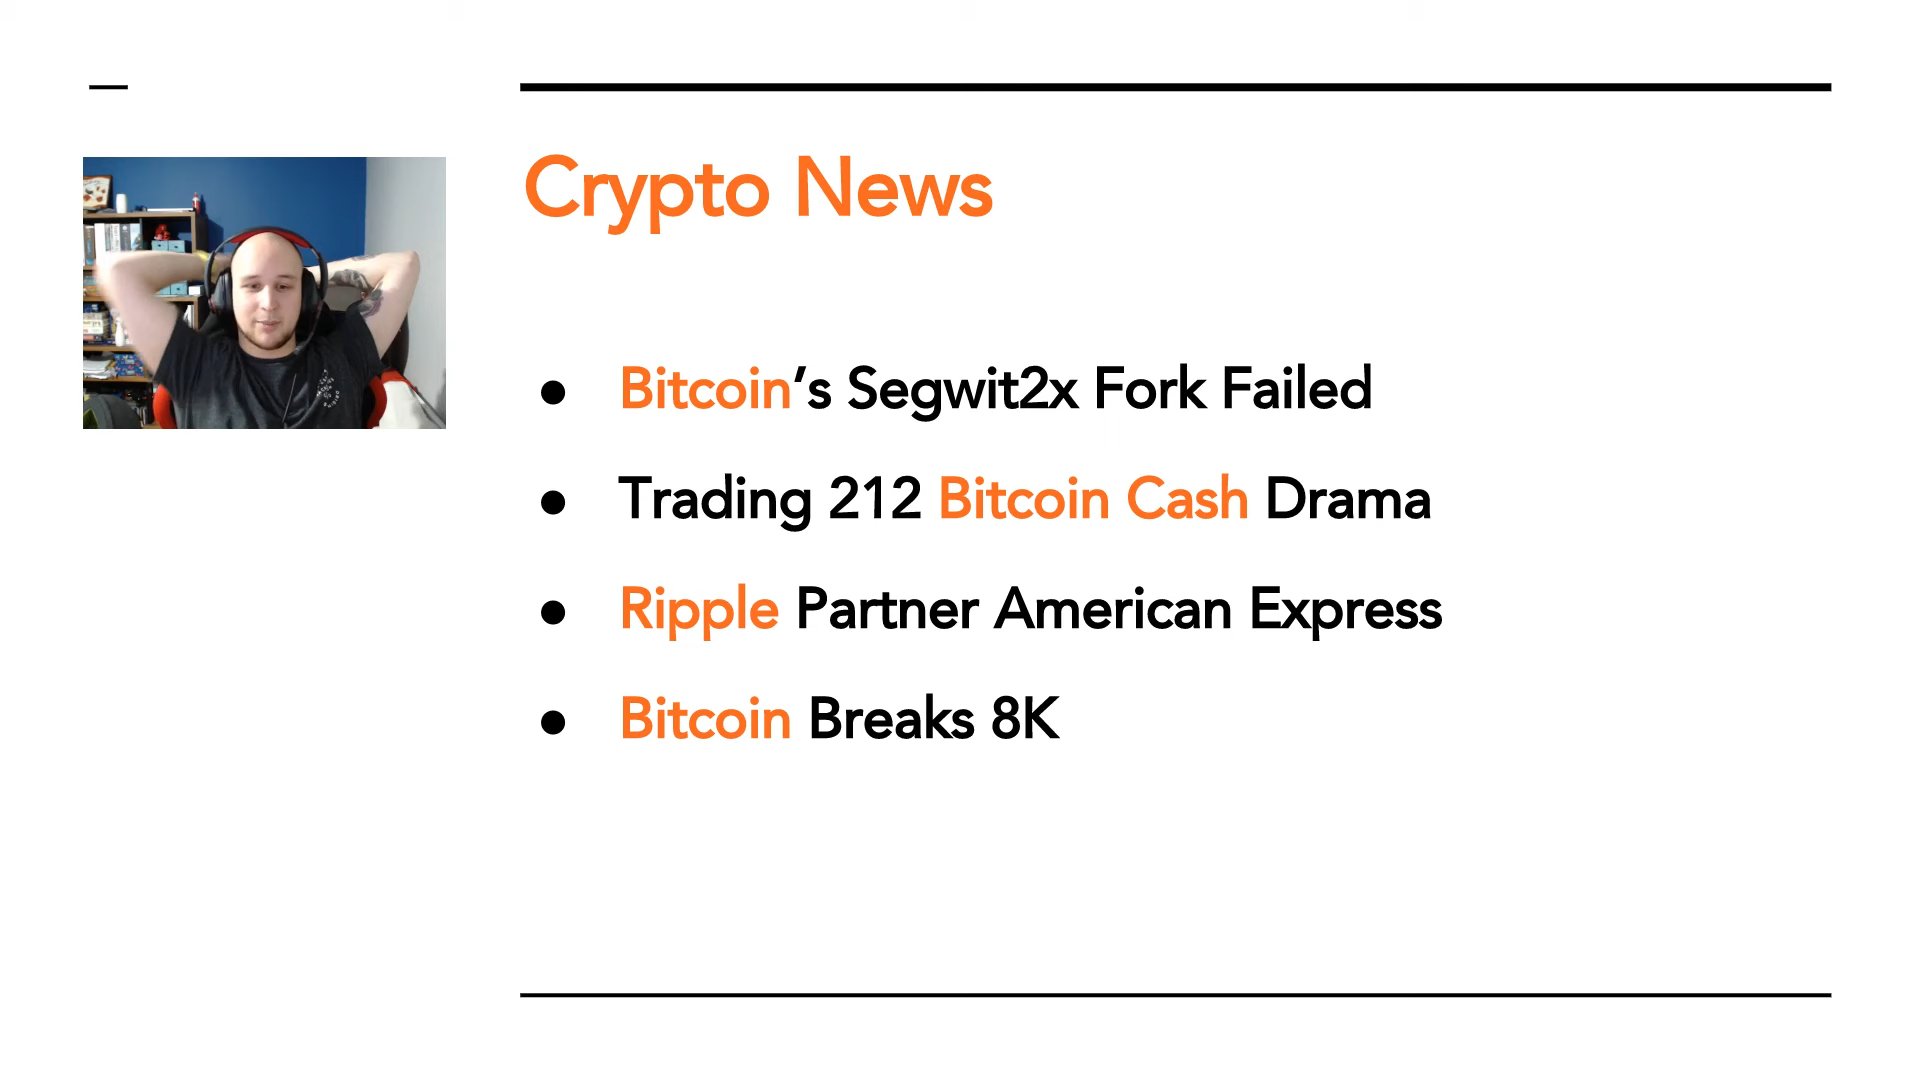 Crypto News
Bitcoin’s Segwit2x Fork Failed
Trading 212 Bitcoin Cash Drama
Ripple Partner American Express
Bitcoin Breaks 8K